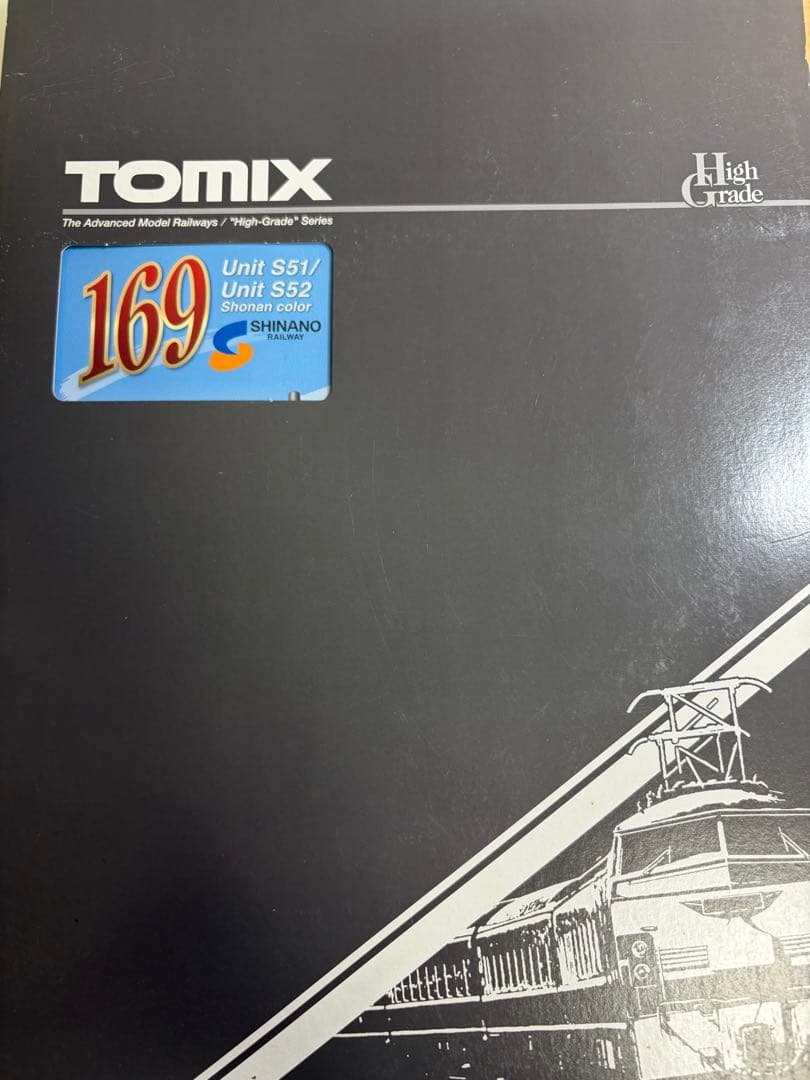 TOMIX
High
Grade
The Advanced Model Railways / "High-Grade" Series
169
Unit S51/
Unit S52
Shonan color
SHINANO
RAILWAY